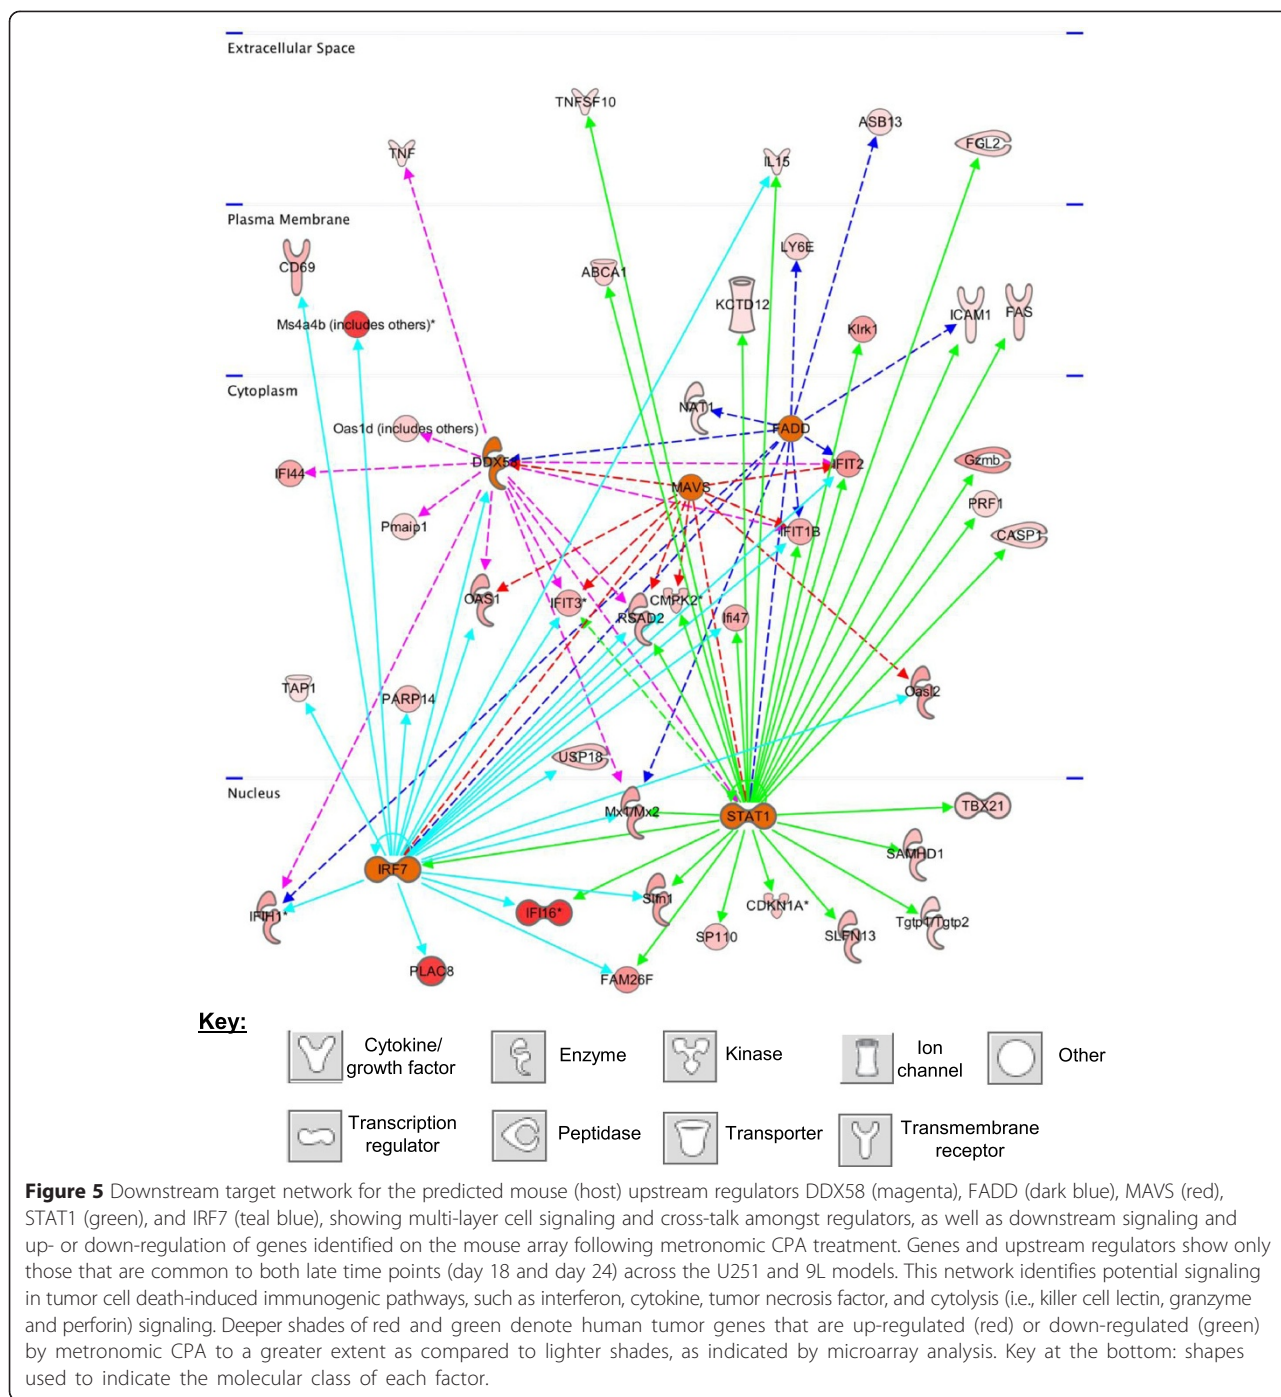 Extracellular Space
TNFSF10
ASB13
TNF
IL15
FGL2
Plasma Membrane
LY6E
CD69
ABCA1
KCTD12
ICAM1
FAS
Ms4a4b (includes others)*
Klrk1
Cytoplasm
NAT1
Oas1d (includes others)
FADD
DDX58
IFIT2
Gzmb
IFI44
MAVS
PRF1
Pmaip1
IFIT1B
CASP1
OAS1
IFIT3*
CMPK2*
RSAD2
Ifi47
TAP1
PARP14
Oasl2
USP18
Nucleus
Mx1/Mx2
STAT1
TBX21
SAMHD1
IRF7
IFIH1*
IFI16*
Slfn1
CDKN1A*
SP110
SLFN13
Tgtp1/Tgtp2
PLAC8
FAM26F
Key:
Cytokine/
growth factor
Enzyme
Kinase
Ion
channel
Other
Transcription
regulator
Peptidase
Transporter
Transmembrane
receptor
Figure 5 Downstream target network for the predicted mouse (host) upstream regulators DDX58 (magenta), FADD (dark blue), MAVS (red),
STAT1 (green), and IRF7 (teal blue), showing multi-layer cell signaling and cross-talk amongst regulators, as well as downstream signaling and
up- or down-regulation of genes identified on the mouse array following metronomic CPA treatment. Genes and upstream regulators show only
those that are common to both late time points (day 18 and day 24) across the U251 and 9L models. This network identifies potential signaling
in tumor cell death-induced immunogenic pathways, such as interferon, cytokine, tumor necrosis factor, and cytolysis (i.e., killer cell lectin, granzyme
and perforin) signaling. Deeper shades of red and green denote human tumor genes that are up-regulated (red) or down-regulated (green)
by metronomic CPA to a greater extent as compared to lighter shades, as indicated by microarray analysis. Key at the bottom: shapes
used to indicate the molecular class of each factor.